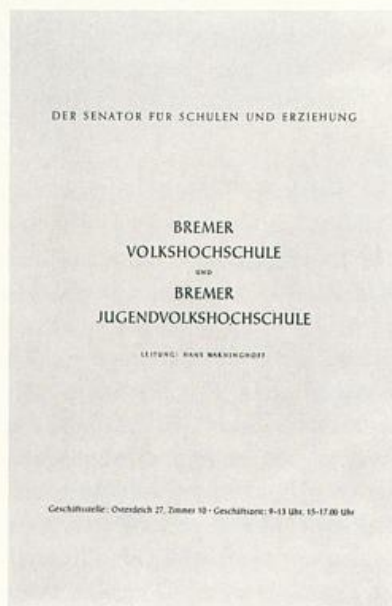 DER SENATOR FÜR SCHULEN UND ERZIEHUNG
BREMER
VOLKSHOCHSCHULE
UND
BREMER
JUGENDVOLKSHOCHSCHULE
LEITUNG: HANS WARNINGHOFF
Geschäftsstelle: Osterdeich 27, Zimmer 10 · Geschäftszeit: 9–13 Uhr, 15–17.00 Uhr